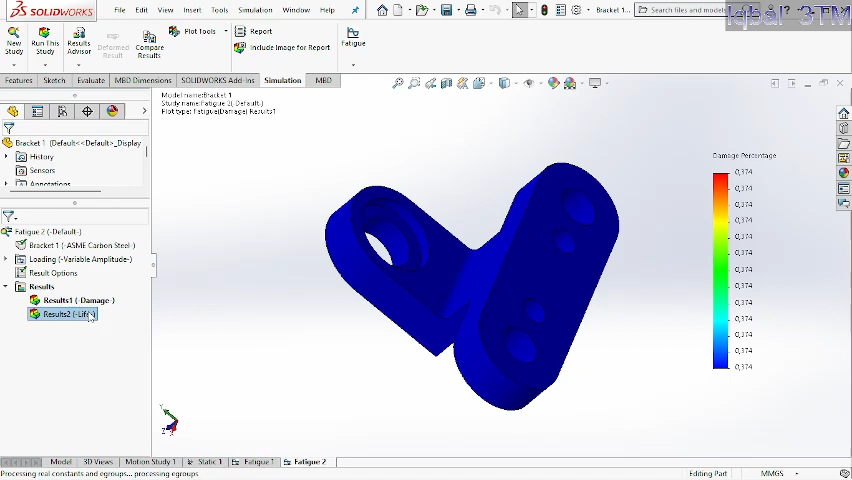 SOLIDWORKS
File
Edit
View
Insert
Tools
Simulation
Window
Help
Bracket 1...
Search files and models
Iqbal_3TM
New Study
Run This Study
Results Advisor
Deformed Result
Compare Results
Plot Tools
Report
Include Image for Report
Fatigue
Features
Sketch
Evaluate
MBD Dimensions
SOLIDWORKS Add-Ins
Simulation
MBD
Bracket 1 (Default<<Default>_Display
History
Sensors
Annotations
Fatigue 2 (-Default-)
Bracket 1 (-ASME Carbon Steel-)
Loading (-Variable Amplitude-)
Result Options
Results
Results1 (-Damage-)
Results2 (-Life-)
Model name:Bracket 1
Study name:Fatigue 2(-Default-)
Plot type: Fatigue(Damage) Results1
Damage Percentage
0,374
0,374
0,374
0,374
0,374
0,374
0,374
0,374
0,374
0,374
0,374
0,374
0,374
Y
Z
X
Model
3D Views
Motion Study 1
Static 1
Fatigue 1
Fatigue 2
Processing real constants and egroups... processing egroups
Editing Part
MMGS